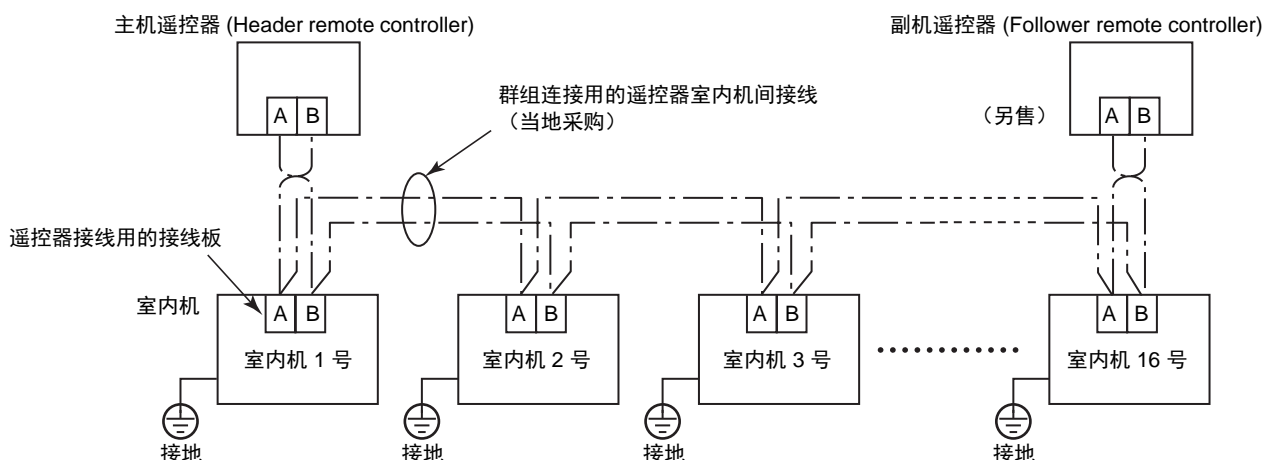 主机遥控器 (Header remote controller)
副机遥控器 (Follower remote controller)
A B
群组连接用的遥控器室内机间接线
（当地采购）
（另售）
A B
遥控器接线用的接线板
室内机
A B
A B
A B
A B
室内机 1 号
室内机 2 号
室内机 3 号
室内机 16 号
接地
接地
接地
接地